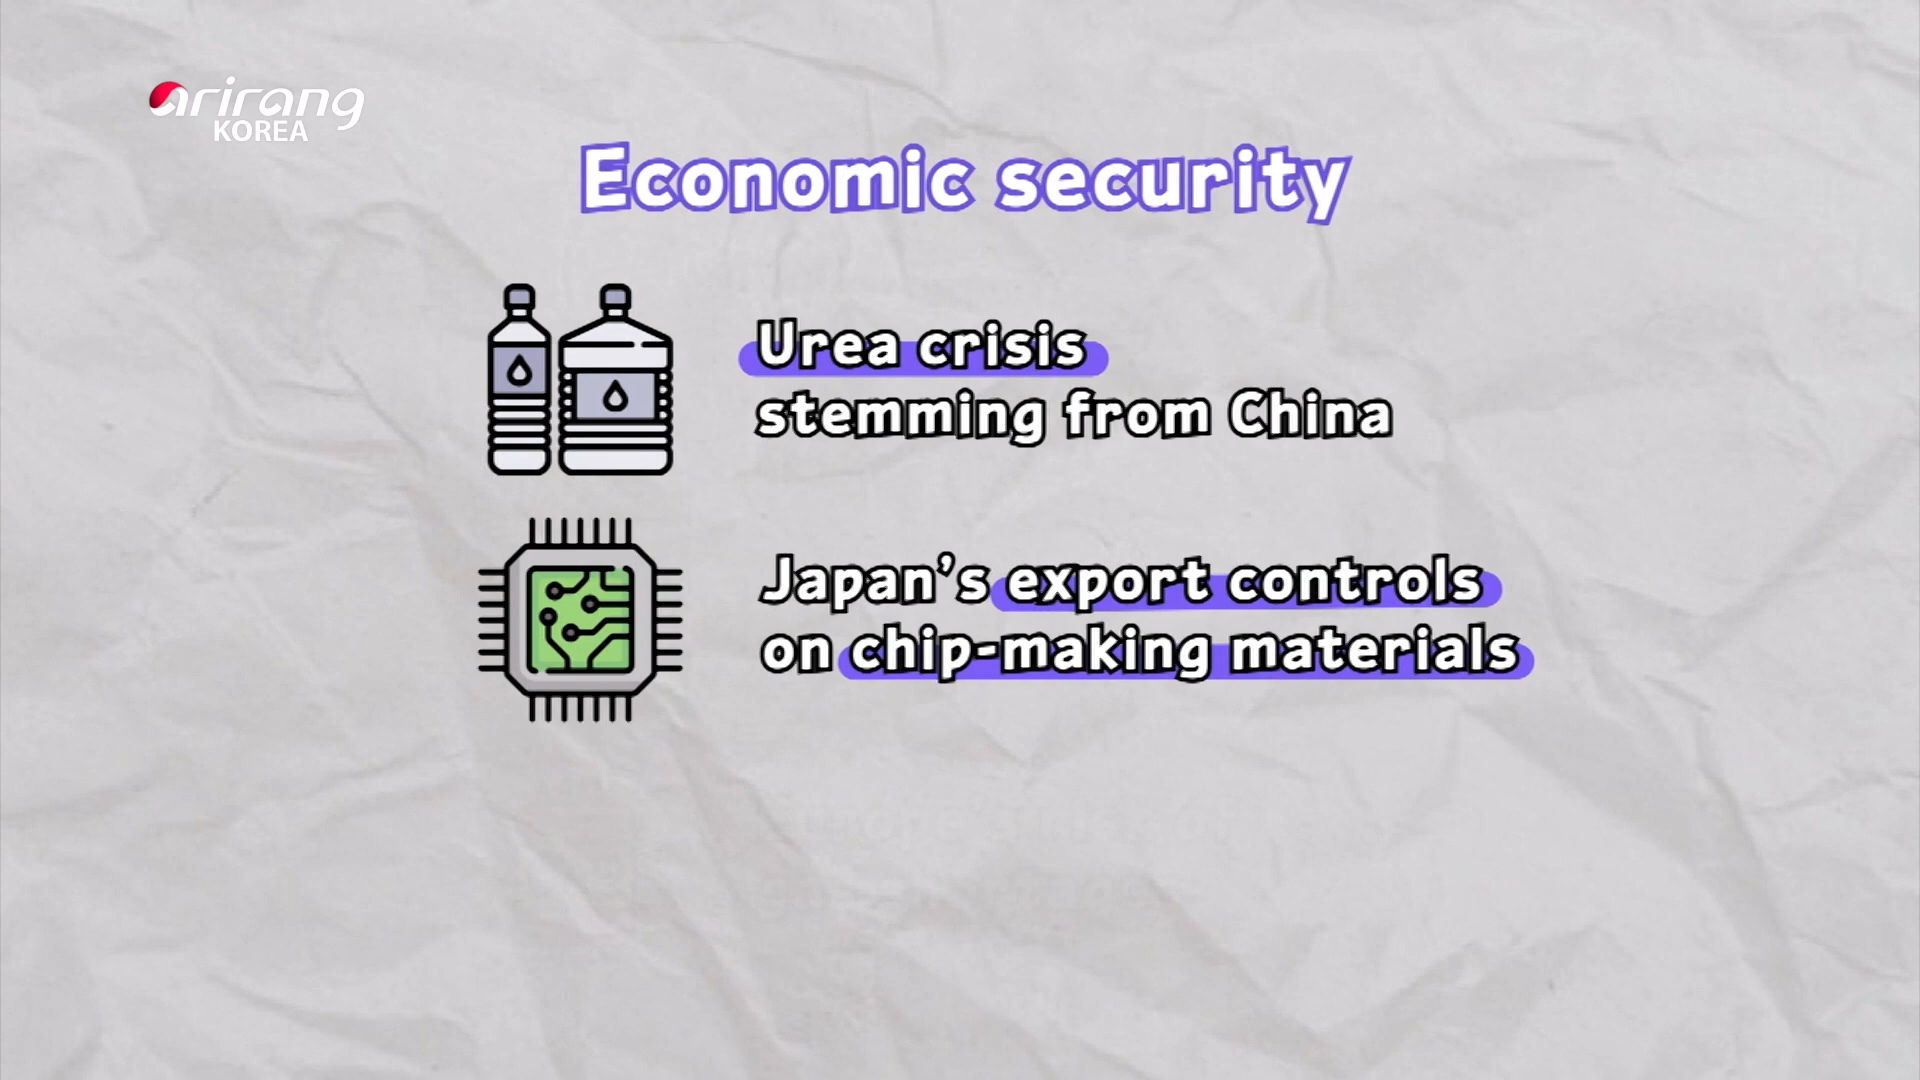 arirang
KOREA
Economic security
Urea crisis
stemming from China
Japan's export controls
on chip-making materials